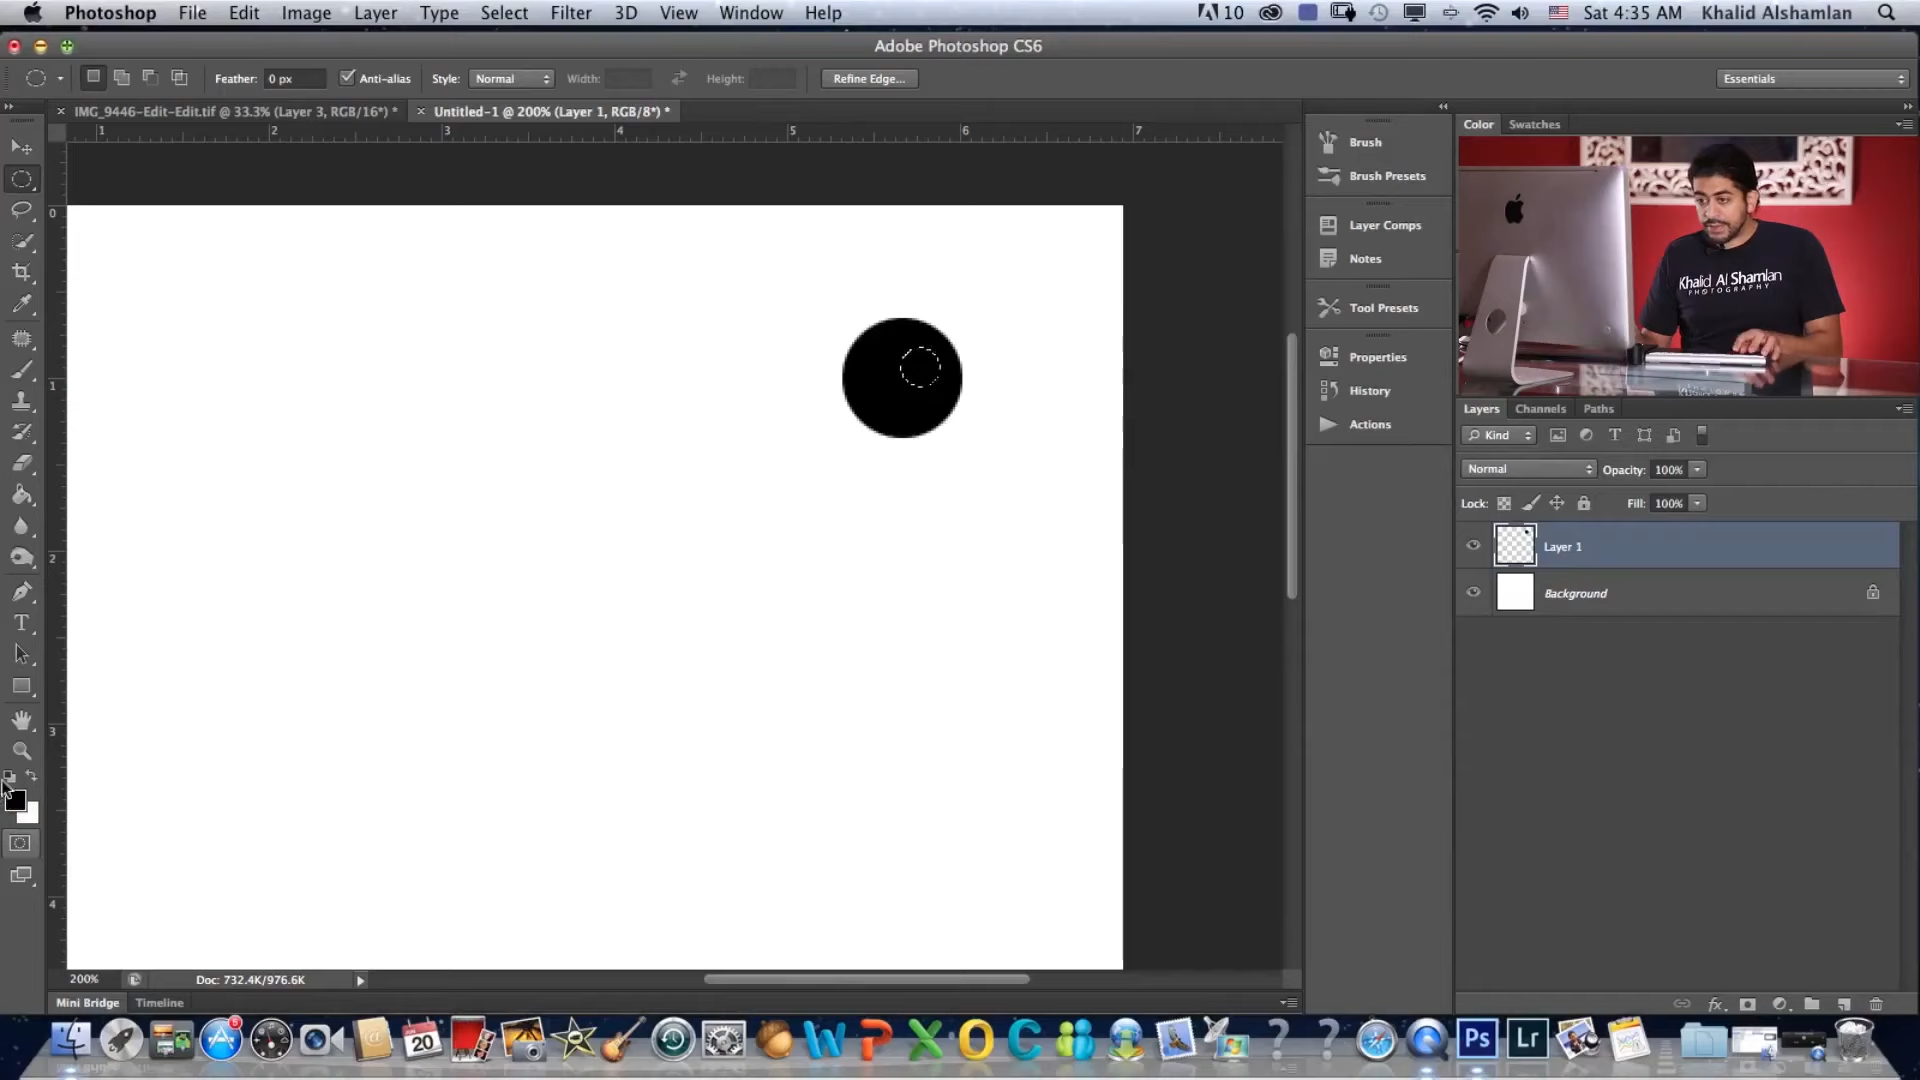 Photoshop File Edit Image Layer Type Select Filter 3D View Window Help 10 Sat 4:35 AM Khalid Alshamlan
Adobe Photoshop CS6
Feather: 0 px Anti-alias Style: Normal Width: Height: Refine Edge... Essentials
IMG_9446-Edit-Edit.tif @ 33.3% (Layer 3, RGB/16*) * Untitled-1 @ 200% (Layer 1, RGB/8*) *
1 2 3 4 5 6 7
0
1
2
3
4
Brush
Brush Presets
Layer Comps
Notes
Tool Presets
Properties
History
Actions
Color Swatches
Khalid Al Shamlan
PHOTOGRAPHY
Layers Channels Paths
Kind
Normal Opacity: 100%
Lock: Fill: 100%
Layer 1
Background
200% Doc: 732.4K/976.6K
Mini Bridge Timeline
5
JUN
20
W P X O C ? ? Ps Lr